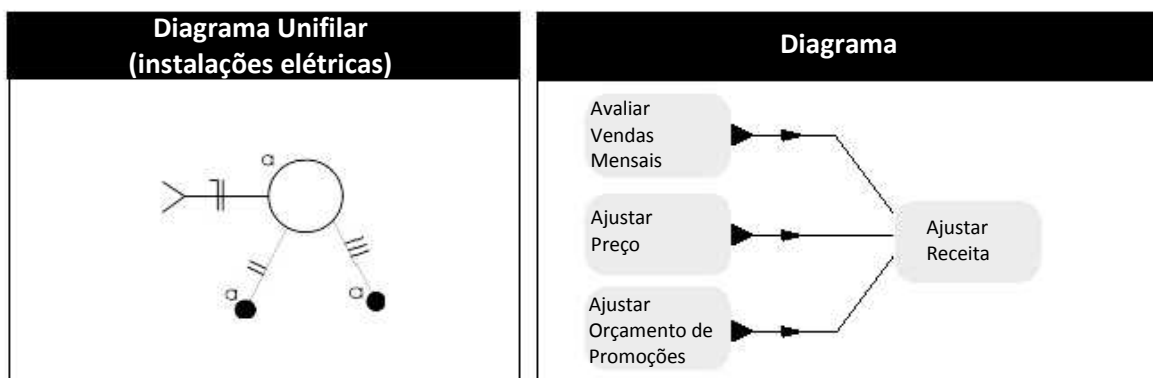 Diagrama Unifilar
(instalações elétricas)
a
a
a
Diagrama
Avaliar
Vendas
Mensais
Ajustar
Preço
Ajustar
Orçamento de
Promoções
Ajustar
Receita